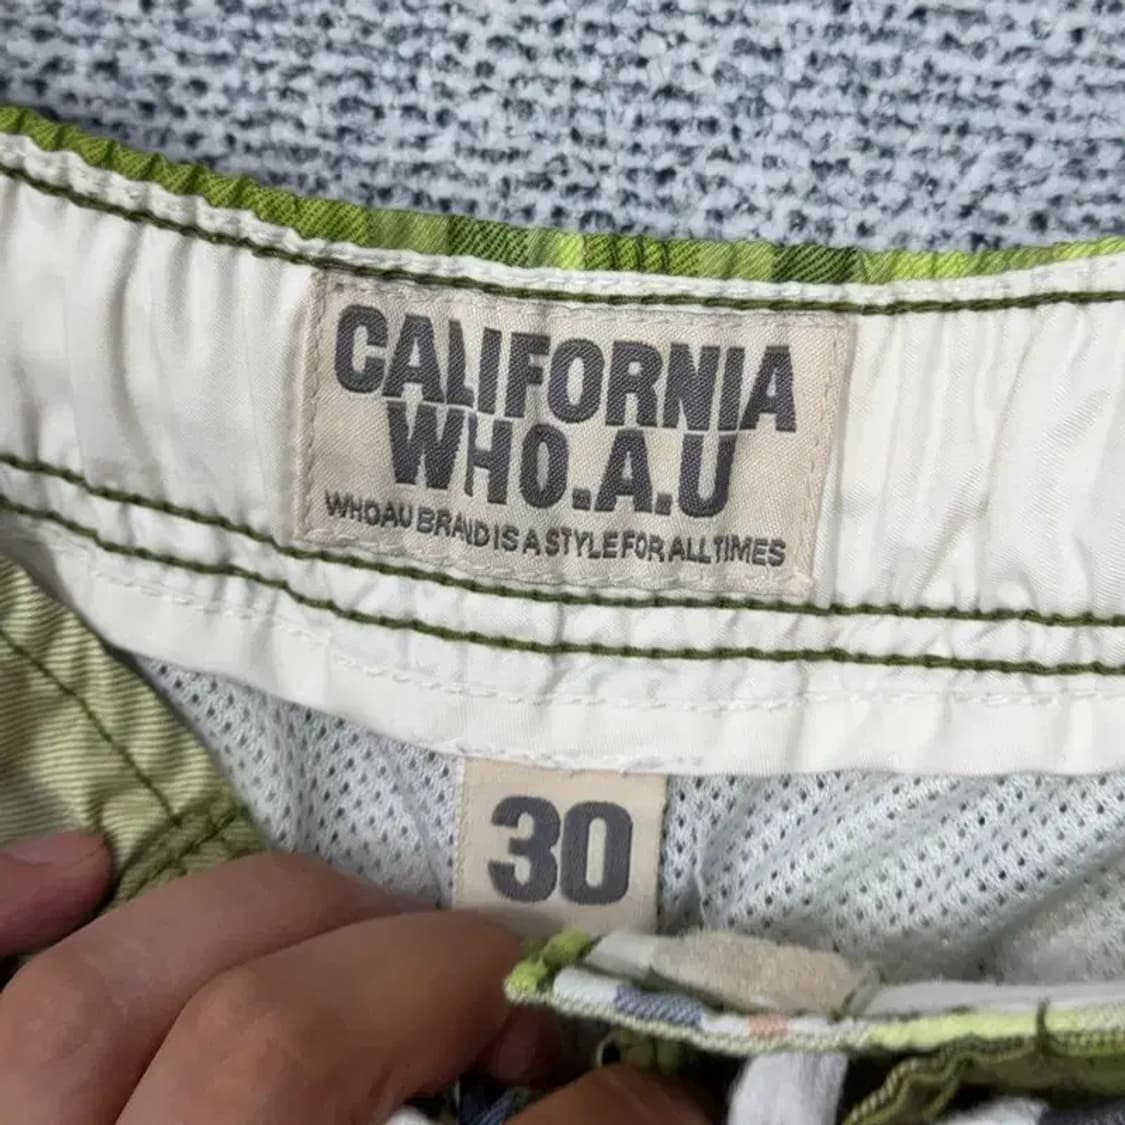 CALIFORNIA
WHO.A.U
WHOAU BRAND IS A STYLE FOR ALL TIMES
30